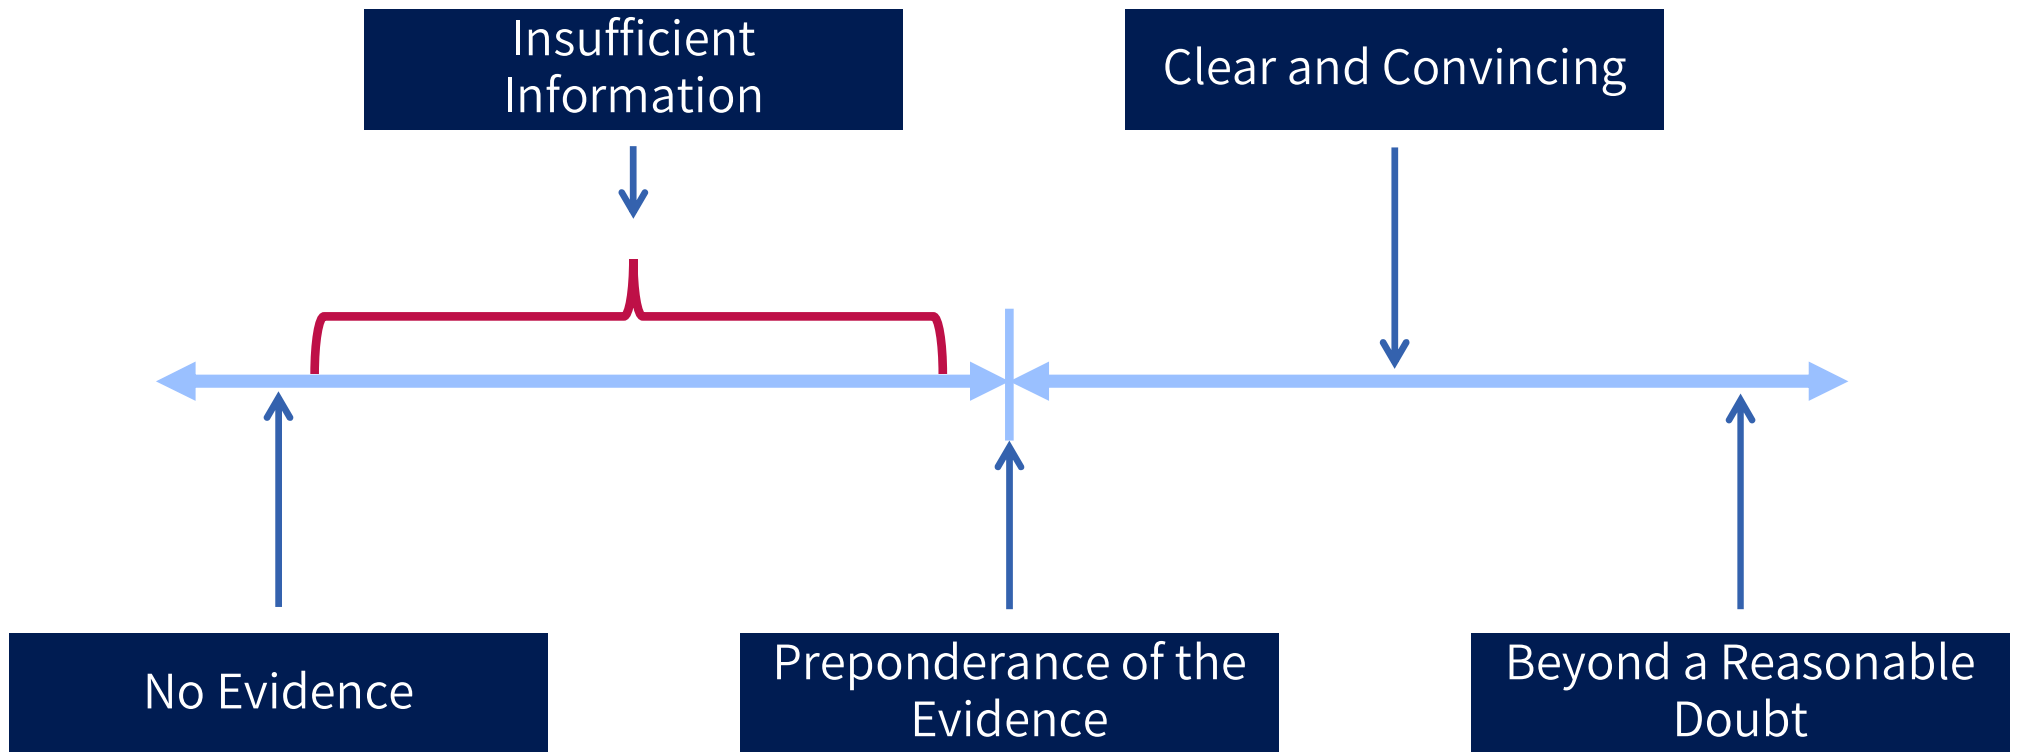 Insufficient
Information
Clear and Convincing
No Evidence
Preponderance of the
Evidence
Beyond a Reasonable
Doubt